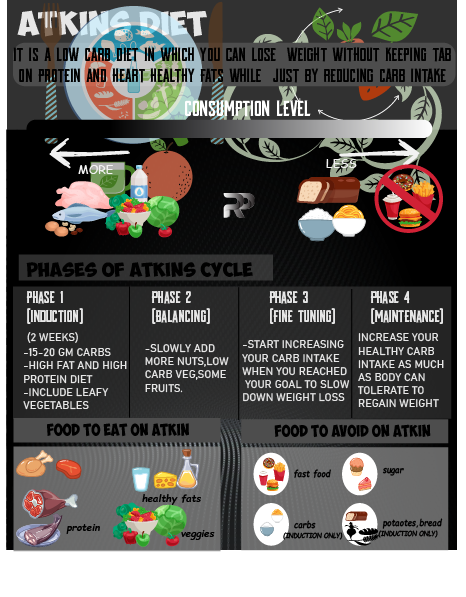 ATKINS DIET
IT IS A LOW CARB DIET IN WHICH YOU CAN LOSE WEIGHT WITHOUT KEEPING TAB
ON PROTEIN AND HEART HEALTHY FATS WHILE JUST BY REDUCING CARB INTAKE
CONSUMPTION LEVEL
MORE
LESS
PHASES OF ATKINS CYCLE
PHASE 1
(INDUCTION)
(2 WEEKS)
-15-20 GM CARBS
-HIGH FAT AND HIGH
PROTEIN DIET
-INCLUDE LEAFY
VEGETABLES
PHASE 2
(BALANCING)
-SLOWLY ADD
MORE NUTS,LOW
CARB VEG,SOME
FRUITS.
PHASE 3
(FINE TUNING)
-START INCREASING
YOUR CARB INTAKE
WHEN YOU REACHED
YOUR GOAL TO SLOW
DOWN WEIGHT LOSS
PHASE 4
(MAINTENANCE)
INCREASE YOUR
HEALTHY CARB
INTAKE AS MUCH
AS BODY CAN
TOLERATE TO
REGAIN WEIGHT
FOOD TO EAT ON ATKIN
healthy fats
protein
veggies
FOOD TO AVOID ON ATKIN
fast food
sugar
carbs
(INDUCTION ONLY)
potaotes,bread
(INDUCTION ONLY)